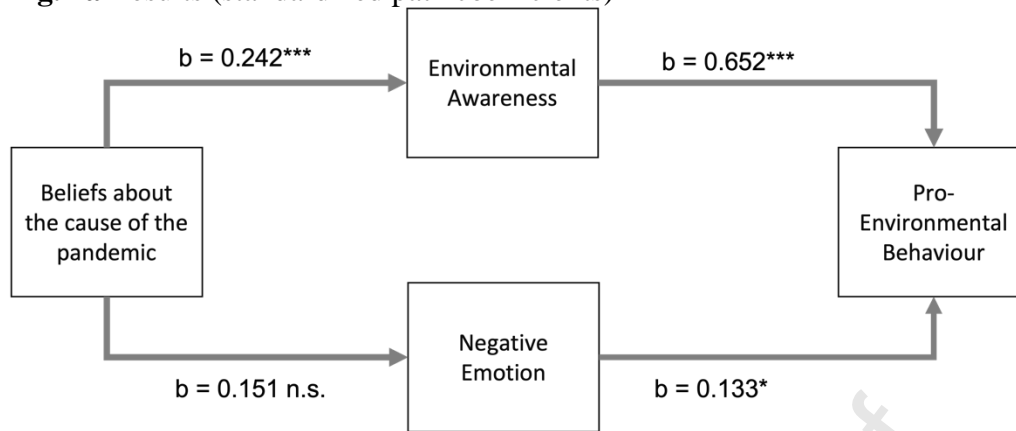 b = 0.242***
Environmental
Awareness
b = 0.652***
Beliefs about
the cause of the
pandemic
Pro-
Environmental
Behaviour
Negative
Emotion
b = 0.151 n.s.
b = 0.133*
f